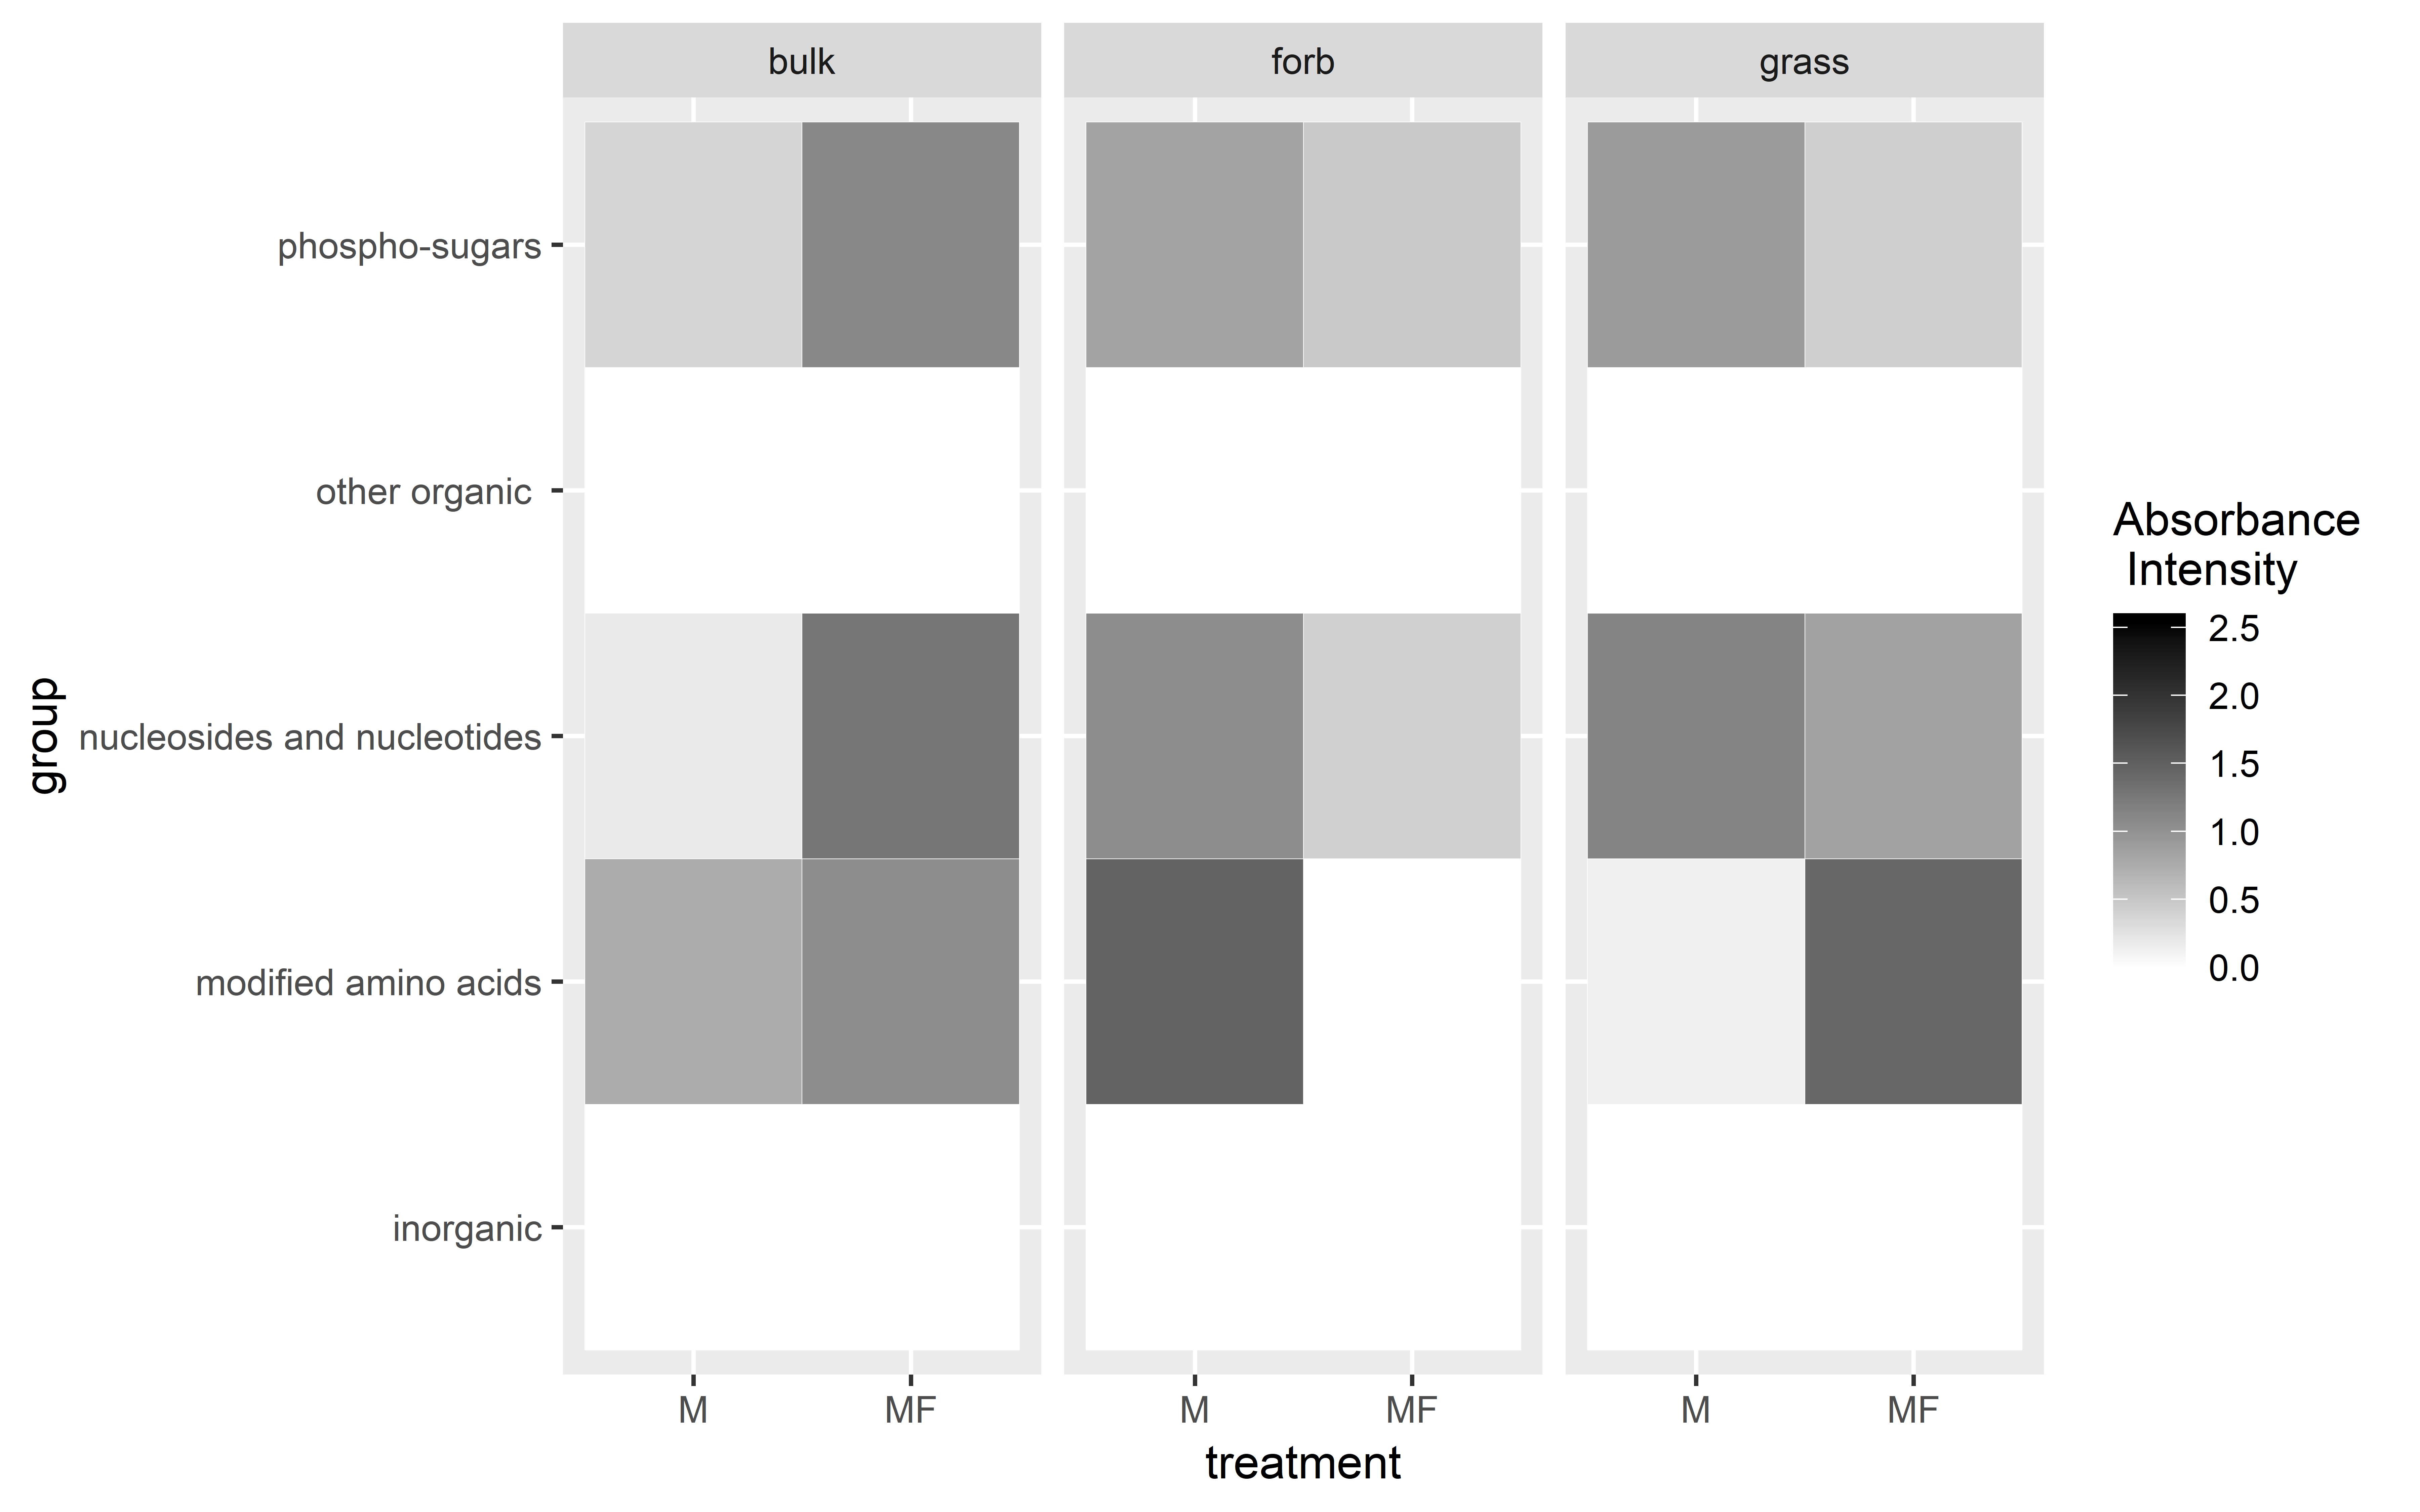 bulk
forb
grass
phospho-sugars
other organic
nucleosides and nucleotides
modified amino acids
inorganic
group
M
MF
M
MF
M
MF
treatment
Absorbance
Intensity
2.5
2.0
1.5
1.0
0.5
0.0